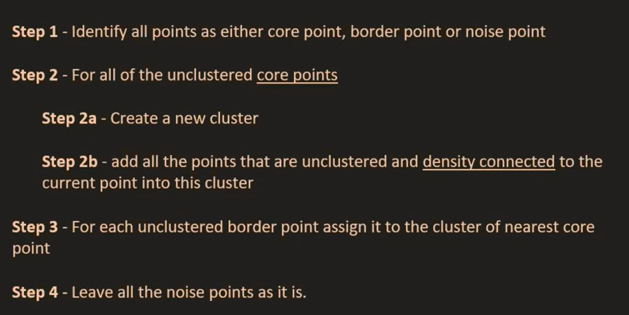 Step 1 - Identify all points as either core point, border point or noise point
Step 2 - For all of the unclustered core points
Step 2a - Create a new cluster
Step 2b - add all the points that are unclustered and density connected to the
current point into this cluster
Step 3 - For each unclustered border point assign it to the cluster of nearest core
point
Step 4 - Leave all the noise points as it is.